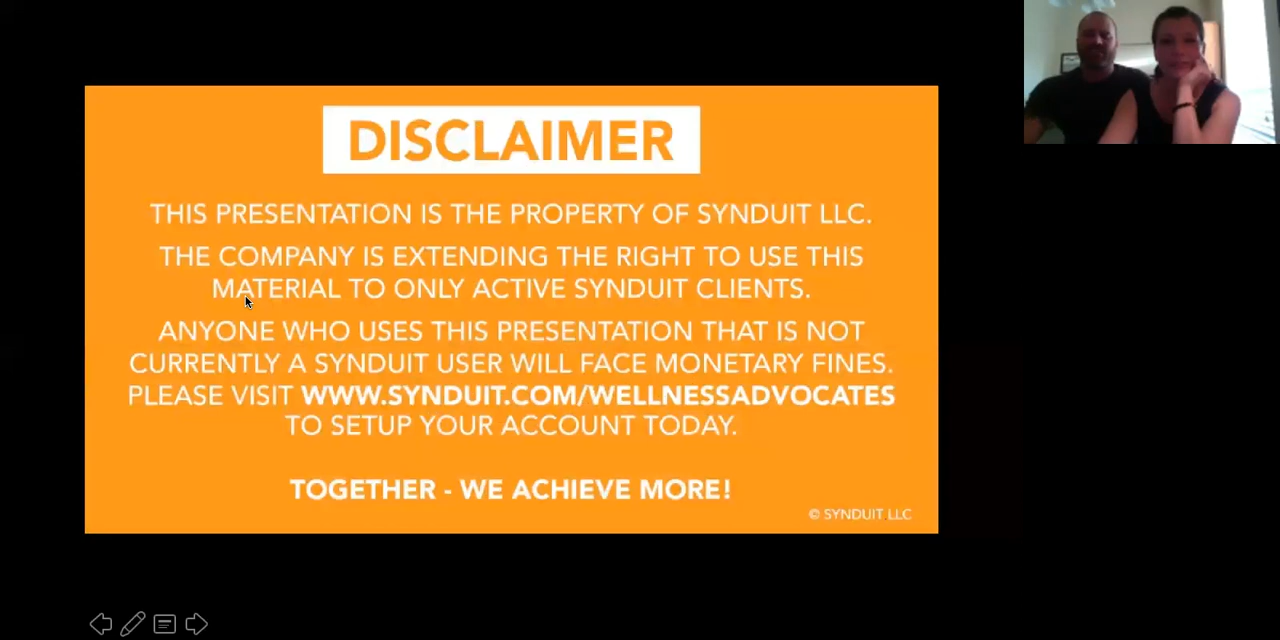 DISCLAIMER
THIS PRESENTATION IS THE PROPERTY OF SYNDUIT LLC.
THE COMPANY IS EXTENDING THE RIGHT TO USE THIS
MATERIAL TO ONLY ACTIVE SYNDUIT CLIENTS.
ANYONE WHO USES THIS PRESENTATION THAT IS NOT
CURRENTLY A SYNDUIT USER WILL FACE MONETARY FINES.
PLEASE VISIT WWW.SYNDUIT.COM/WELLNESSADVOCATES
TO SETUP YOUR ACCOUNT TODAY.
TOGETHER - WE ACHIEVE MORE!
© SYNDUIT LLC